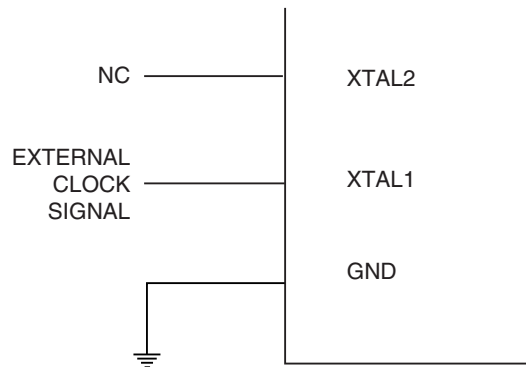 NC
XTAL2
EXTERNAL
CLOCK
SIGNAL
XTAL1
GND